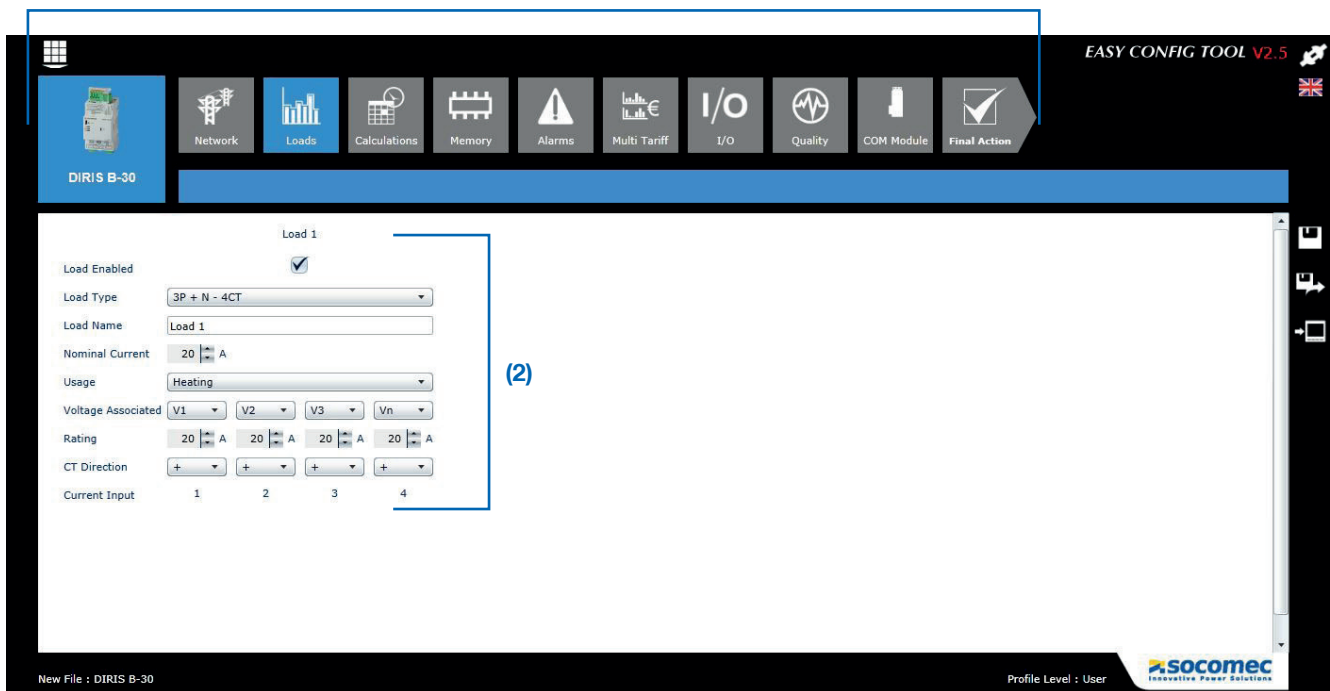 EASY CONFIG TOOL V2.5
Network
Loads
Calculations
Memory
Alarms
Multi Tariff
I/O
I/O
Quality
COM Module
Final Action
€
DIRIS B-30
Load 1
Load Enabled
Load Type 3P + N - 4CT
Load Name Load 1
Nominal Current 20 A
Usage Heating
Voltage Associated V1 V2 V3 Vn
Rating 20 A 20 A 20 A 20 A
CT Direction + + + +
Current Input 1 2 3 4
(2)
New File : DIRIS B-30
Profile Level : User
socomec
Innovative Power Solutions